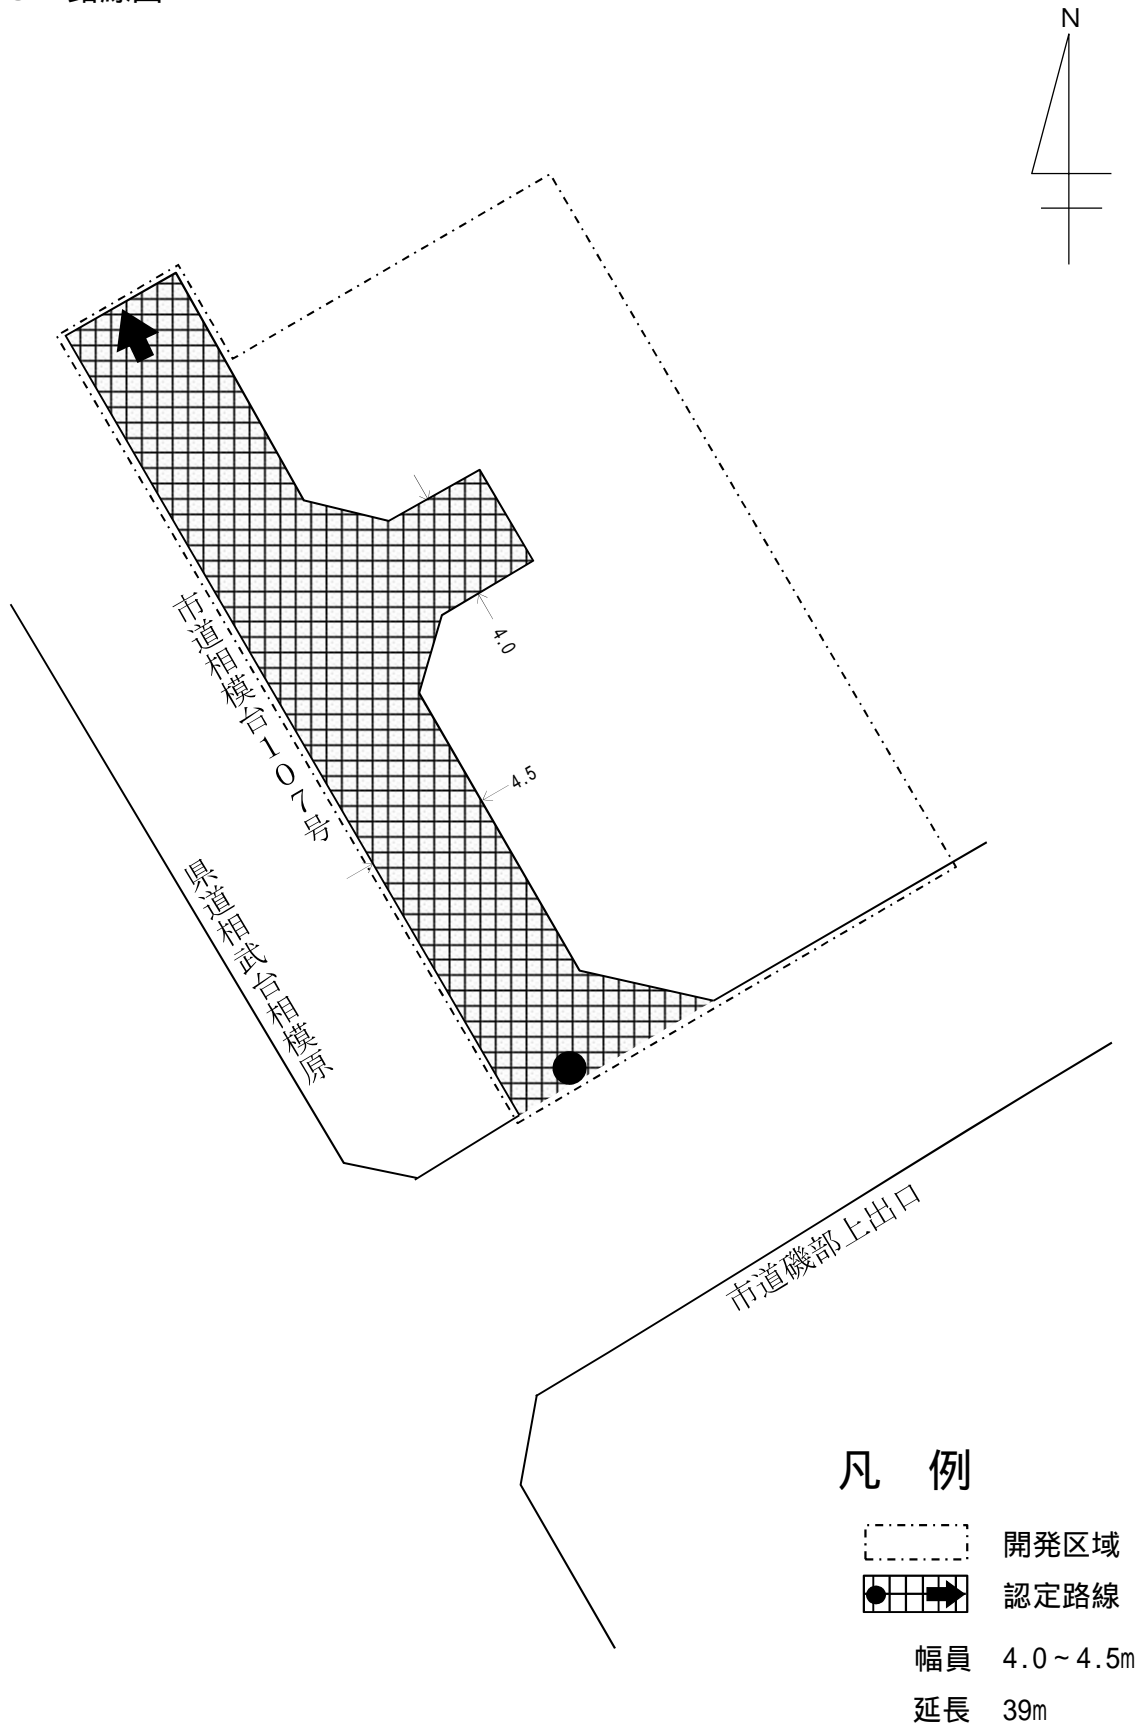 N
市道相模台107号
4.0
4.5
県道相武台相模原
市道磯部上出口
凡 例
開発区域
認定路線
幅員 4.0~4.5m
延長 39m